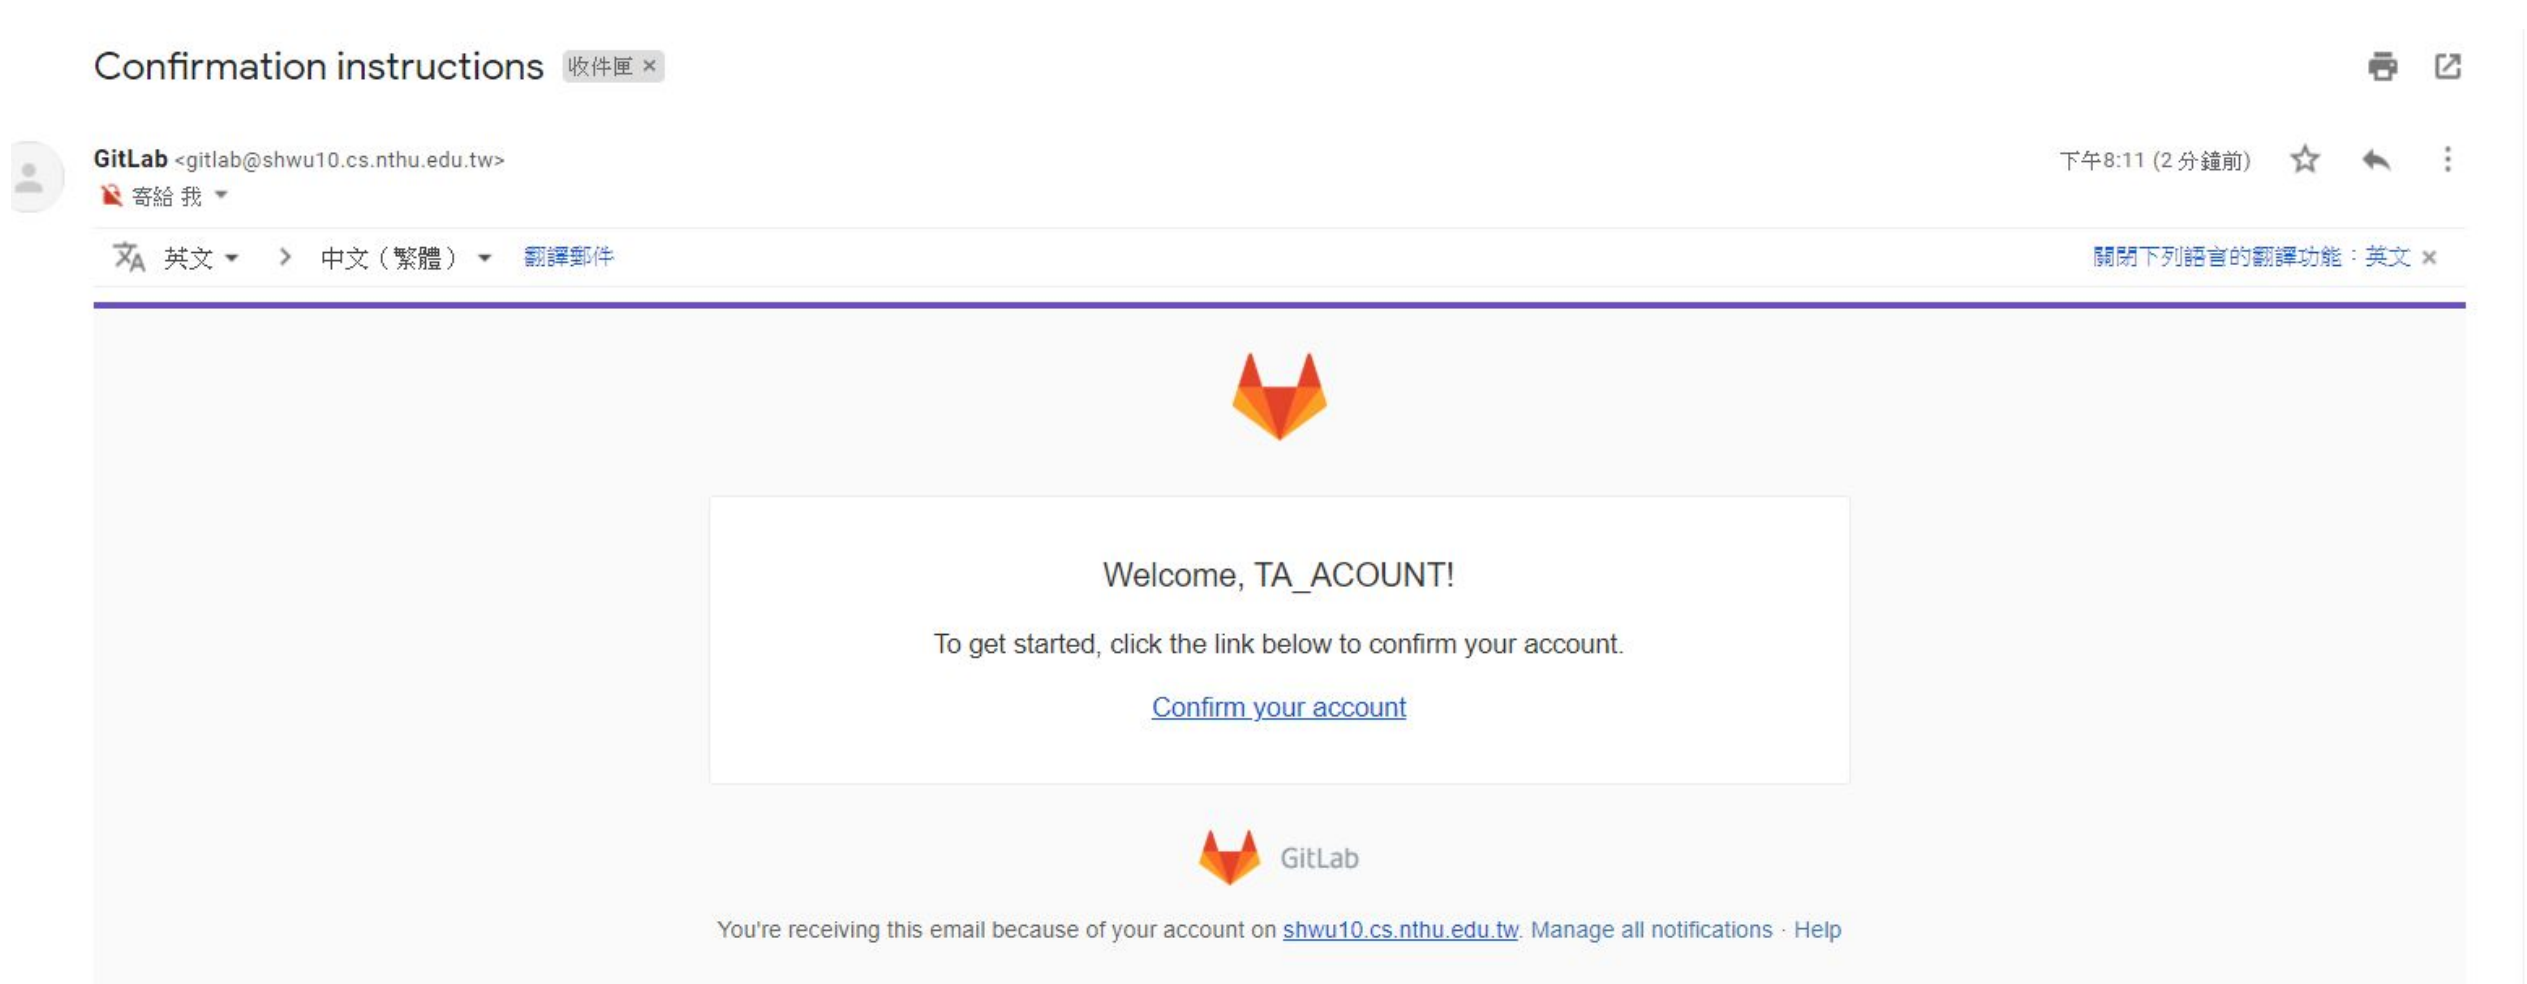 Confirmation instructions 收件匣 ×
GitLab <gitlab@shwu10.cs.nthu.edu.tw>
下午8:11 (2 分鐘前)
寄給 我
英文 > 中文（繁體） 翻譯郵件
關閉下列語言的翻譯功能：英文 ×
Welcome, TA_ACOUNT!
To get started, click the link below to confirm your account.
Confirm your account
GitLab
You're receiving this email because of your account on shwu10.cs.nthu.edu.tw. Manage all notifications · Help